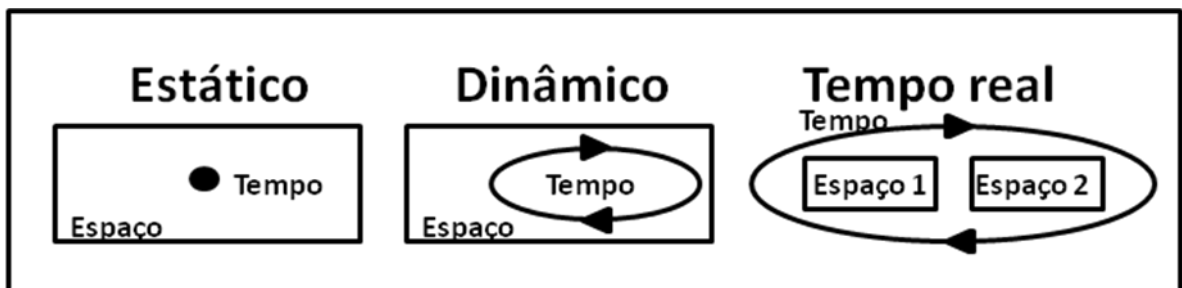 Estático
Tempo
Espaço
Dinâmico
Tempo
Espaço
Tempo real
Tempo
Espaço 1
Espaço 2